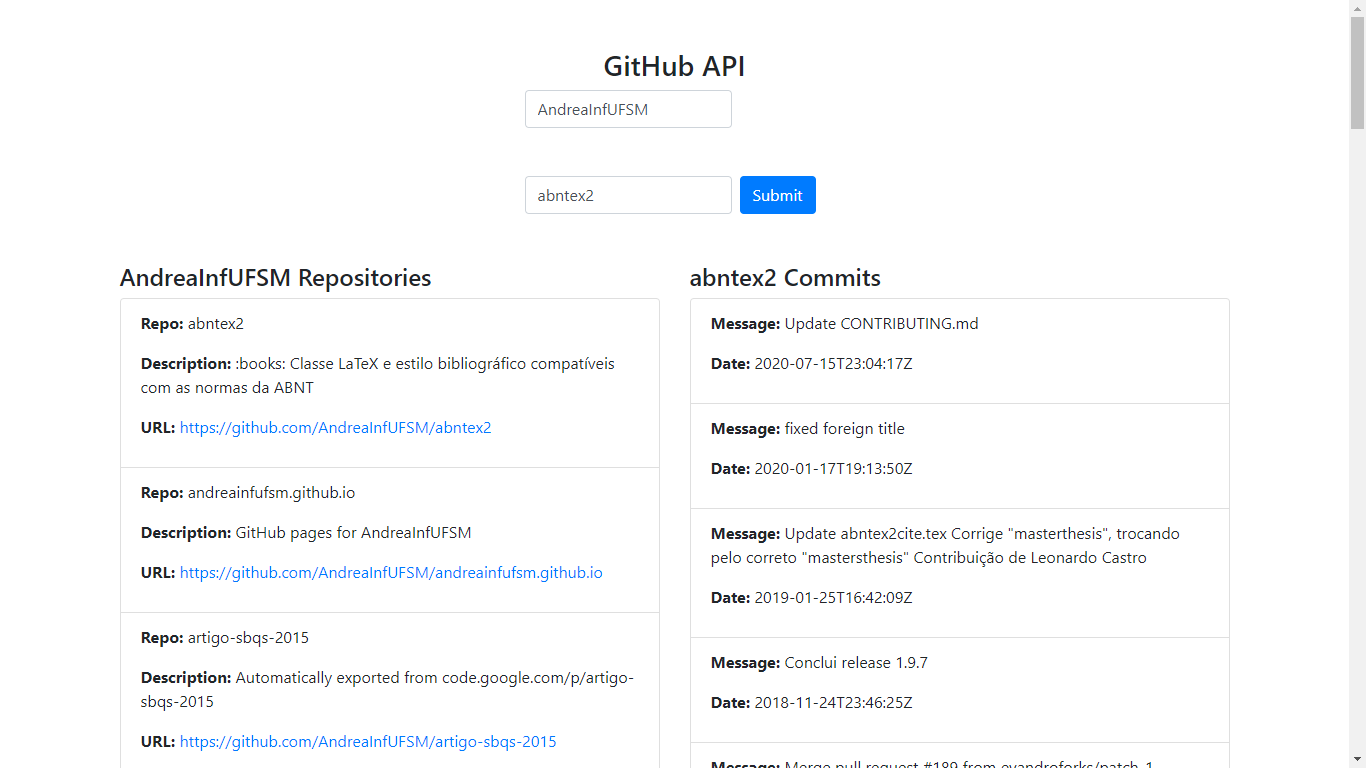 GitHub API
AndreaInfUFSM
abntex2
Submit
AndreaInfUFSM Repositories
Repo: abntex2
Description: :books: Classe LaTeX e estilo bibliográfico compatíveis
com as normas da ABNT
URL: https://github.com/AndreaInfUFSM/abntex2
Repo: andreainfufsm.github.io
Description: GitHub pages for AndreaInfUFSM
URL: https://github.com/AndreaInfUFSM/andreainfufsm.github.io
Repo: artigo-sbqs-2015
Description: Automatically exported from code.google.com/p/artigo-
sbqs-2015
URL: https://github.com/AndreaInfUFSM/artigo-sbqs-2015
abntex2 Commits
Message: Update CONTRIBUTING.md
Date: 2020-07-15T23:04:17Z
Message: fixed foreign title
Date: 2020-01-17T19:13:50Z
Message: Update abntex2cite.tex Corrige "masterthesis", trocando
pelo correto "mastersthesis" Contribuição de Leonardo Castro
Date: 2019-01-25T16:42:09Z
Message: Conclui release 1.9.7
Date: 2018-11-24T23:46:25Z
Message: Merge pull request #189 from evandroforks/patch-1